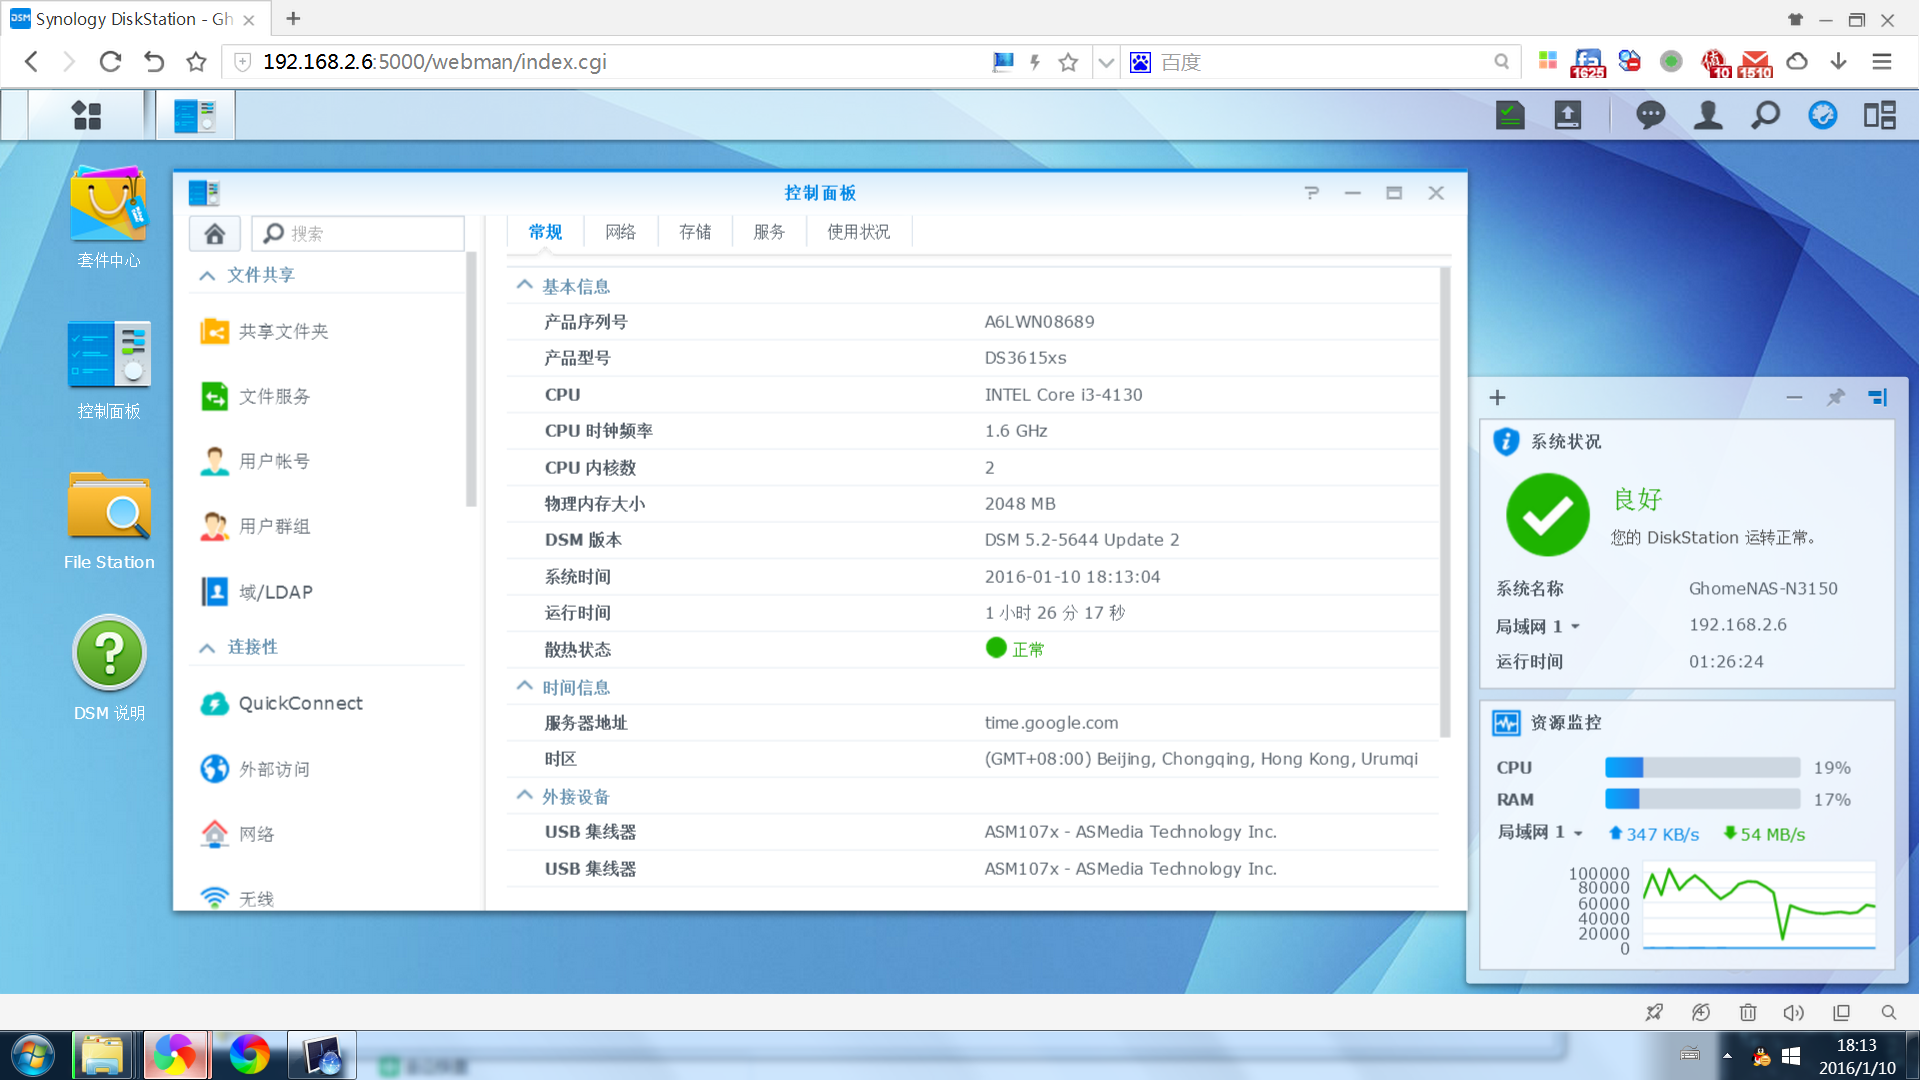 Synology DiskStation - Gh
192.168.2.6:5000/webman/index.cgi
百度
1625
10
1510
套件中心
控制面板
File Station
DSM 说明
控制面板
搜索
文件共享
共享文件夹
文件服务
用户帐号
用户群组
域/LDAP
连接性
QuickConnect
外部访问
网络
无线
常规 网络 存储 服务 使用状况
基本信息
产品序列号 A6LWN08689
产品型号 DS3615xs
CPU INTEL Core i3-4130
CPU 时钟频率 1.6 GHz
CPU 内核数 2
物理内存大小 2048 MB
DSM 版本 DSM 5.2-5644 Update 2
系统时间 2016-01-10 18:13:04
运行时间 1 小时 26 分 17 秒
散热状态 正常
时间信息
服务器地址 time.google.com
时区 (GMT+08:00) Beijing, Chongqing, Hong Kong, Urumqi
外接设备
USB 集线器 ASM107x - ASMedia Technology Inc.
USB 集线器 ASM107x - ASMedia Technology Inc.
系统状况
良好
您的 DiskStation 运转正常。
系统名称 GhomeNAS-N3150
局域网 1 192.168.2.6
运行时间 01:26:24
资源监控
CPU 19%
RAM 17%
局域网 1 347 KB/s 54 MB/s
100000
80000
60000
40000
20000
0
18:13
2016/1/10